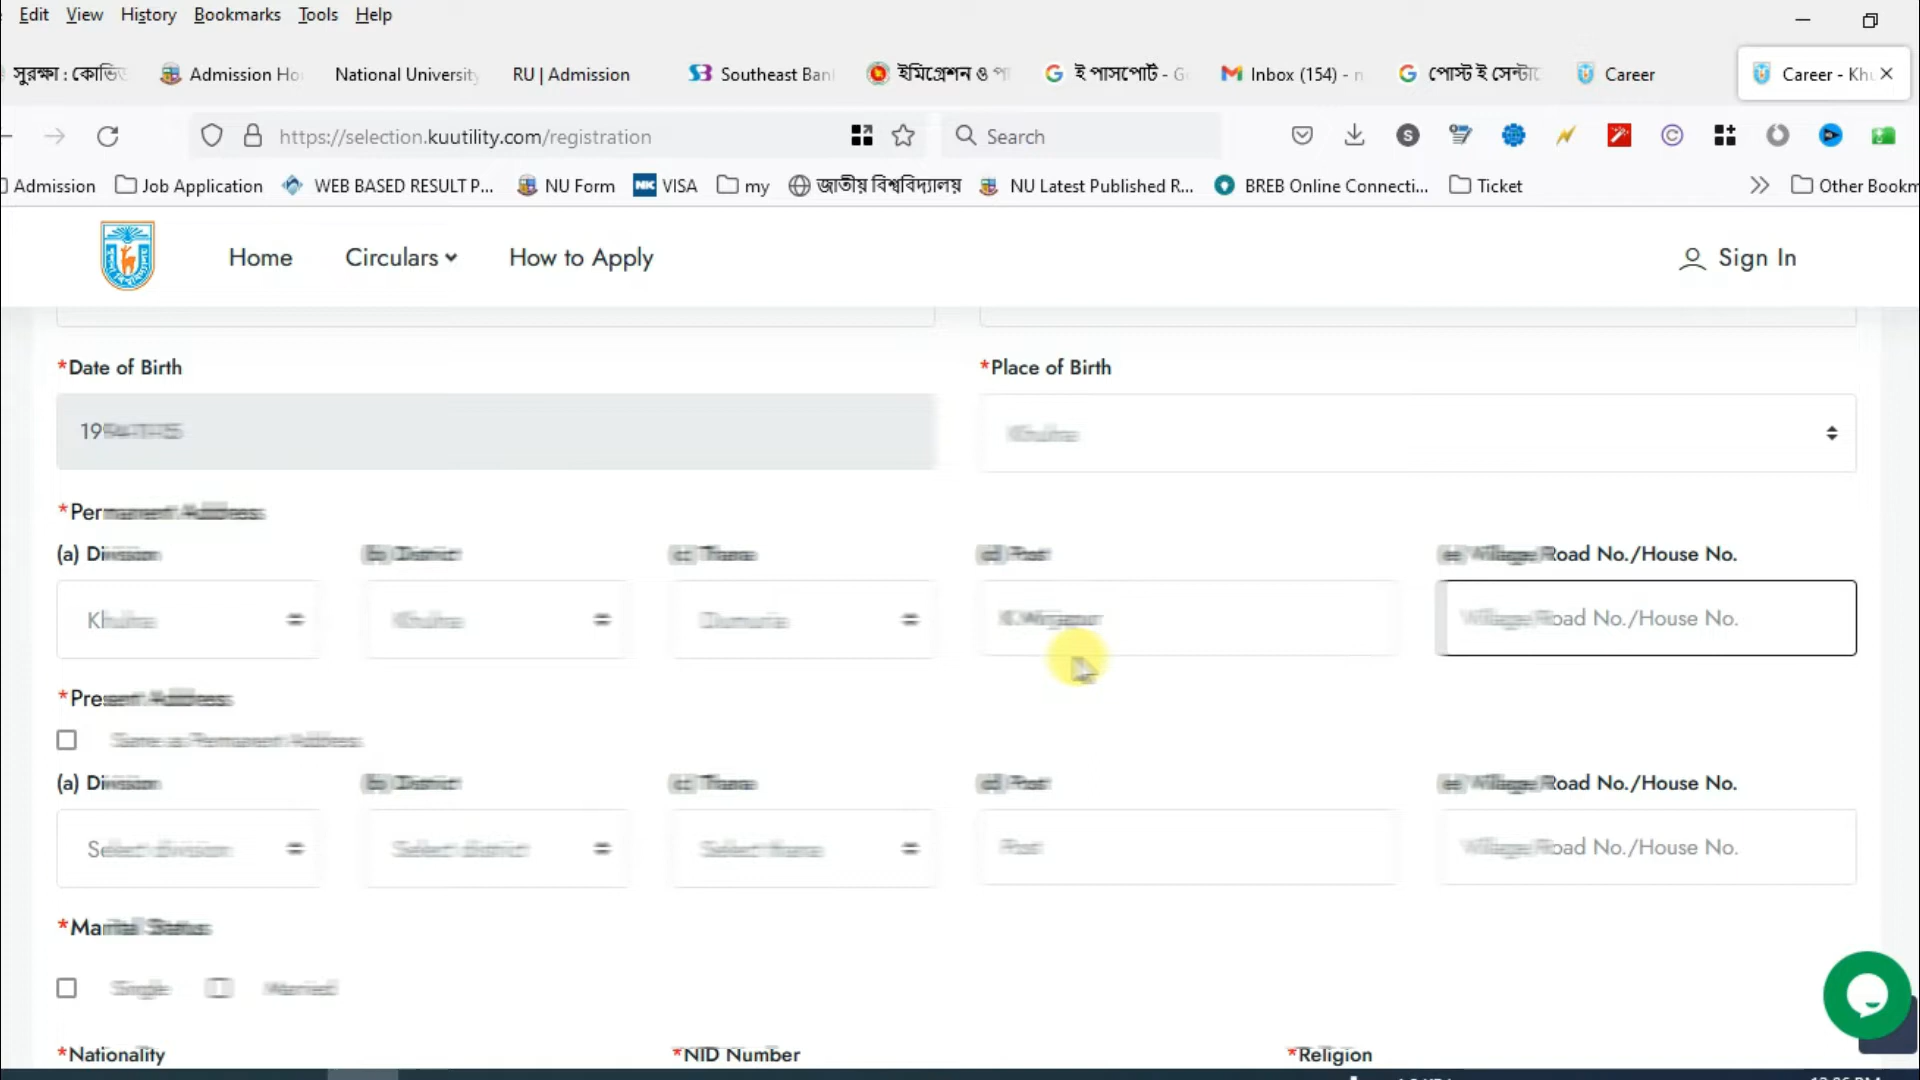 Edit View History Bookmarks Tools Help
সুরক্ষা : কোভিড Admission Ho National University RU | Admission Southeast Ban ইমিগ্রেশন ও প ই পাসপোর্ট - G Inbox (154) - n পোস্ট ই সেন্টা Career Career - Khu
https://selection.kuutility.com/registration Search
Admission Job Application WEB BASED RESULT P... NU Form VISA my জাতীয় বিশ্ববিদ্যালয় NU Latest Published R... BREB Online Connecti... Ticket Other Bookm
Home Circulars How to Apply Sign In
*Date of Birth *Place of Birth
19
Khulna
*Permanent Address:
(a) Division (b) District (c) Thana (d) Post (e) Village/Road No./House No.
Khulna Khulna Dumuria Village/Road No./House No.
*Present Address:
Same as Permanent Address
(a) Division (b) District (c) Thana (d) Post (e) Village/Road No./House No.
Select division Select district Select thana Post Village/Road No./House No.
*Marital Status:
Single Married
*Nationality *NID Number *Religion